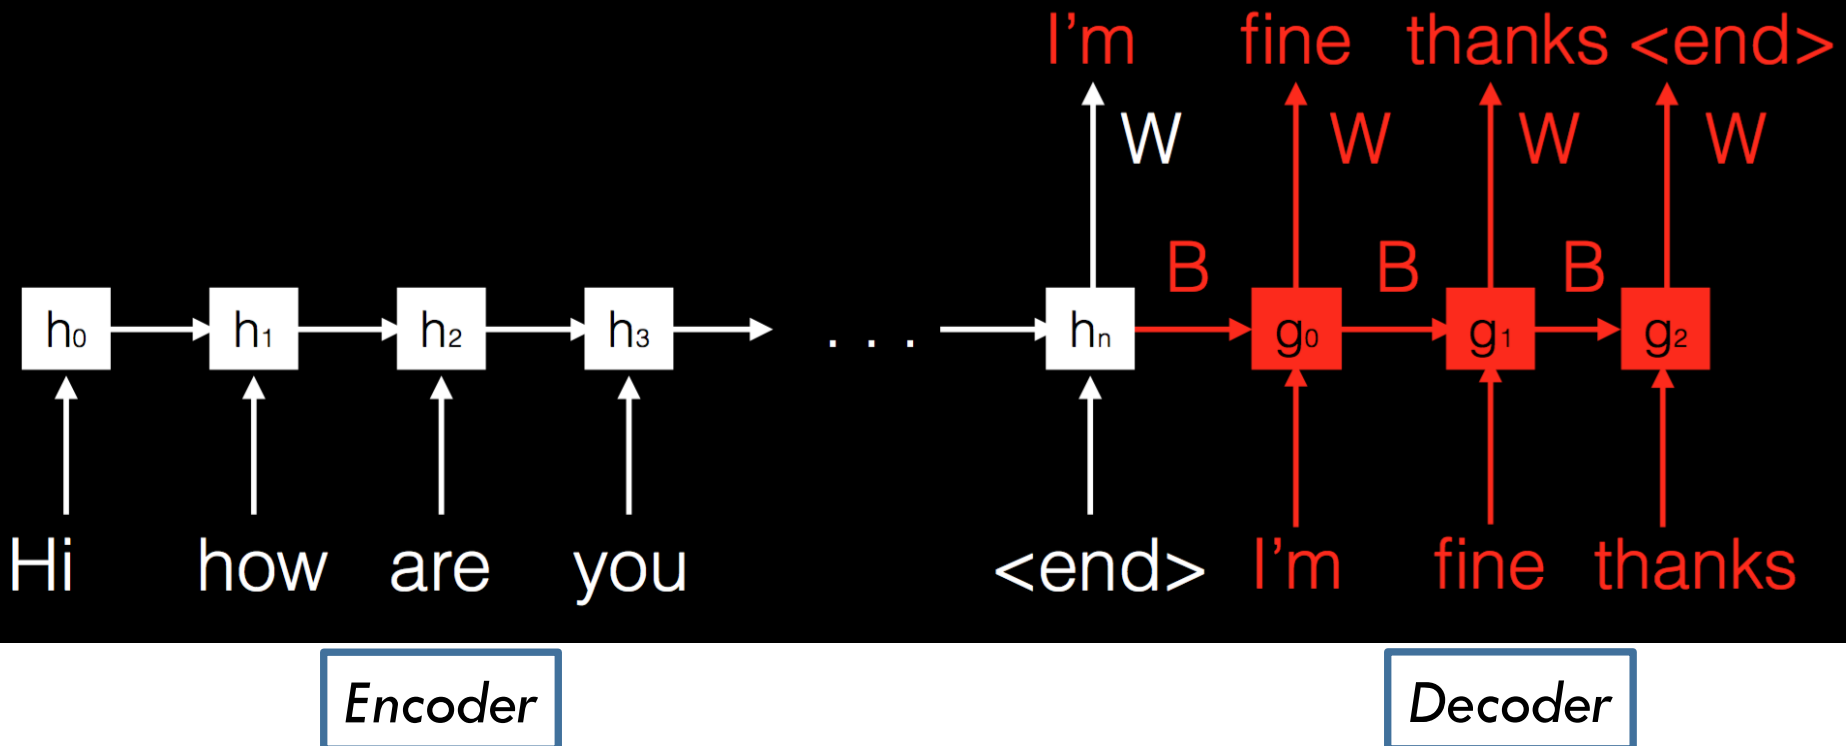 I'm fine thanks <end>
W W W W
B B B
h0 h1 h2 h3 . . . hn g0 g1 g2
Hi how are you <end> I'm fine thanks
Encoder Decoder